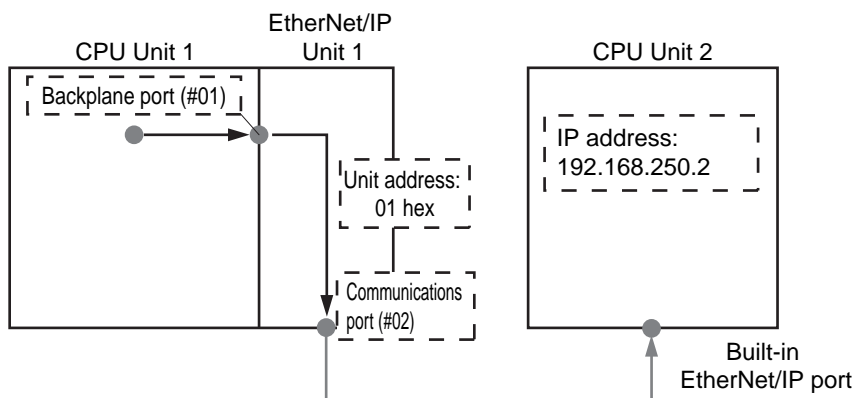 EtherNet/IP
CPU Unit 1
Unit 1
CPU Unit 2
Backplane port (#01)
IP address:
192.168.250.2
Unit address:
01 hex
Communications
port (#02)
Built-in
EtherNet/IP port